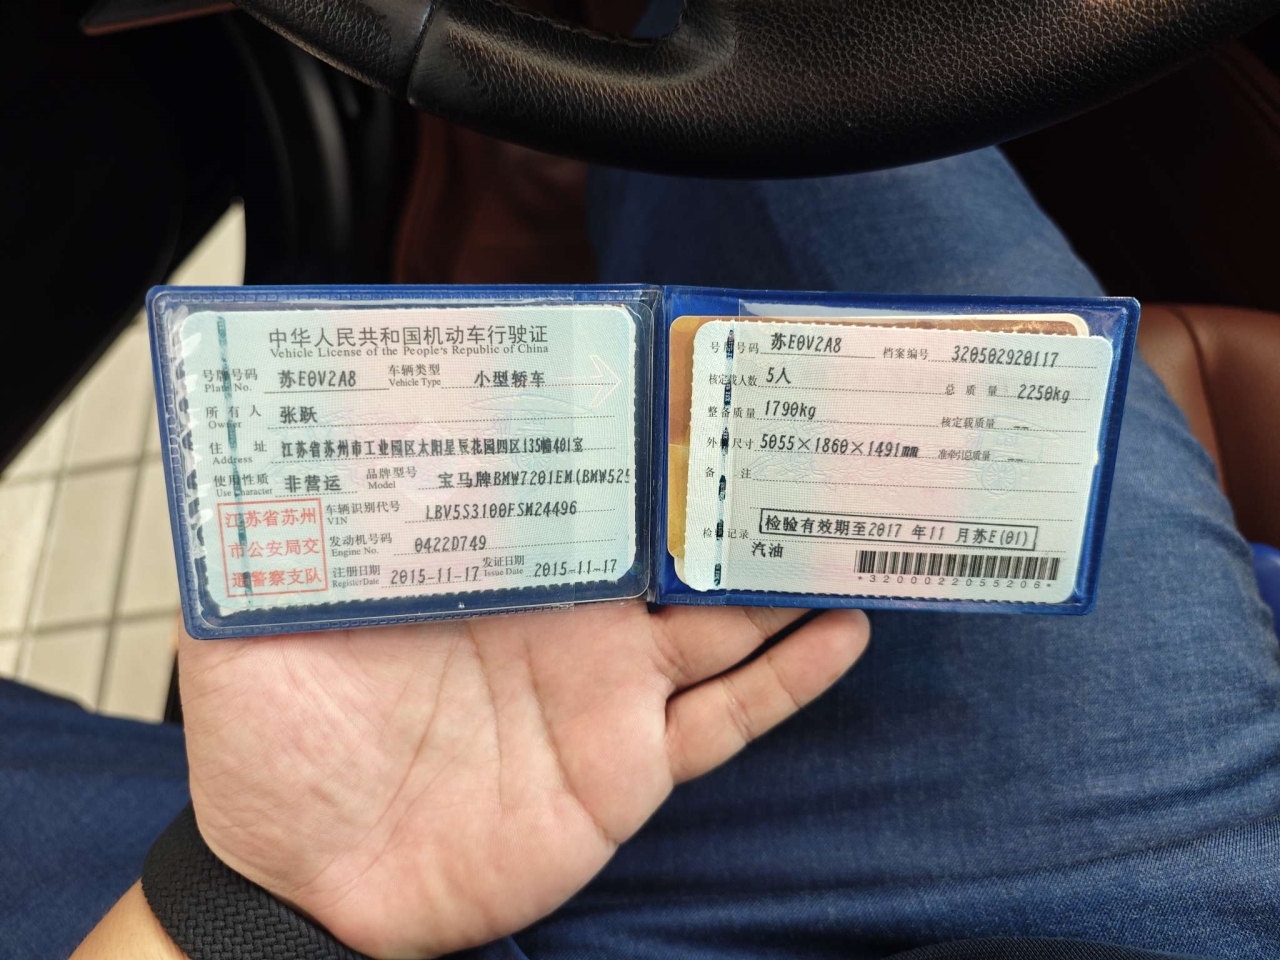 中华人民共和国机动车行驶证
Vehicle License of the People's Republic of China
号牌号码 苏E0V2A8 车辆类型 小型轿车
Plate No. Vehicle Type
所有人 张跃
Owner
住址 江苏省苏州市工业园区太阳星辰花园四区135幢401室
Address
使用性质 非营运 品牌型号 宝马牌BMW7201EM(BMW525
Use Character Model
江苏省苏州
市公安局交
通警察支队
车辆识别代号 LBV5S3100FSM24496
VIN
发动机号码 0422D749
Engine No.
注册日期 2015-11-17 发证日期 2015-11-17
Register Date Issue Date
号牌号码 苏E0V2A8 档案编号 320502920117
核定载人数 5人 总质量 2250kg
整备质量 1790kg 核定载质量 --
外廓尺寸 5055×1860×1491mm 准牵引总质量 --
备注
检验记录 检验有效期至2017年11月苏E(01)
汽油
*3200022055206*